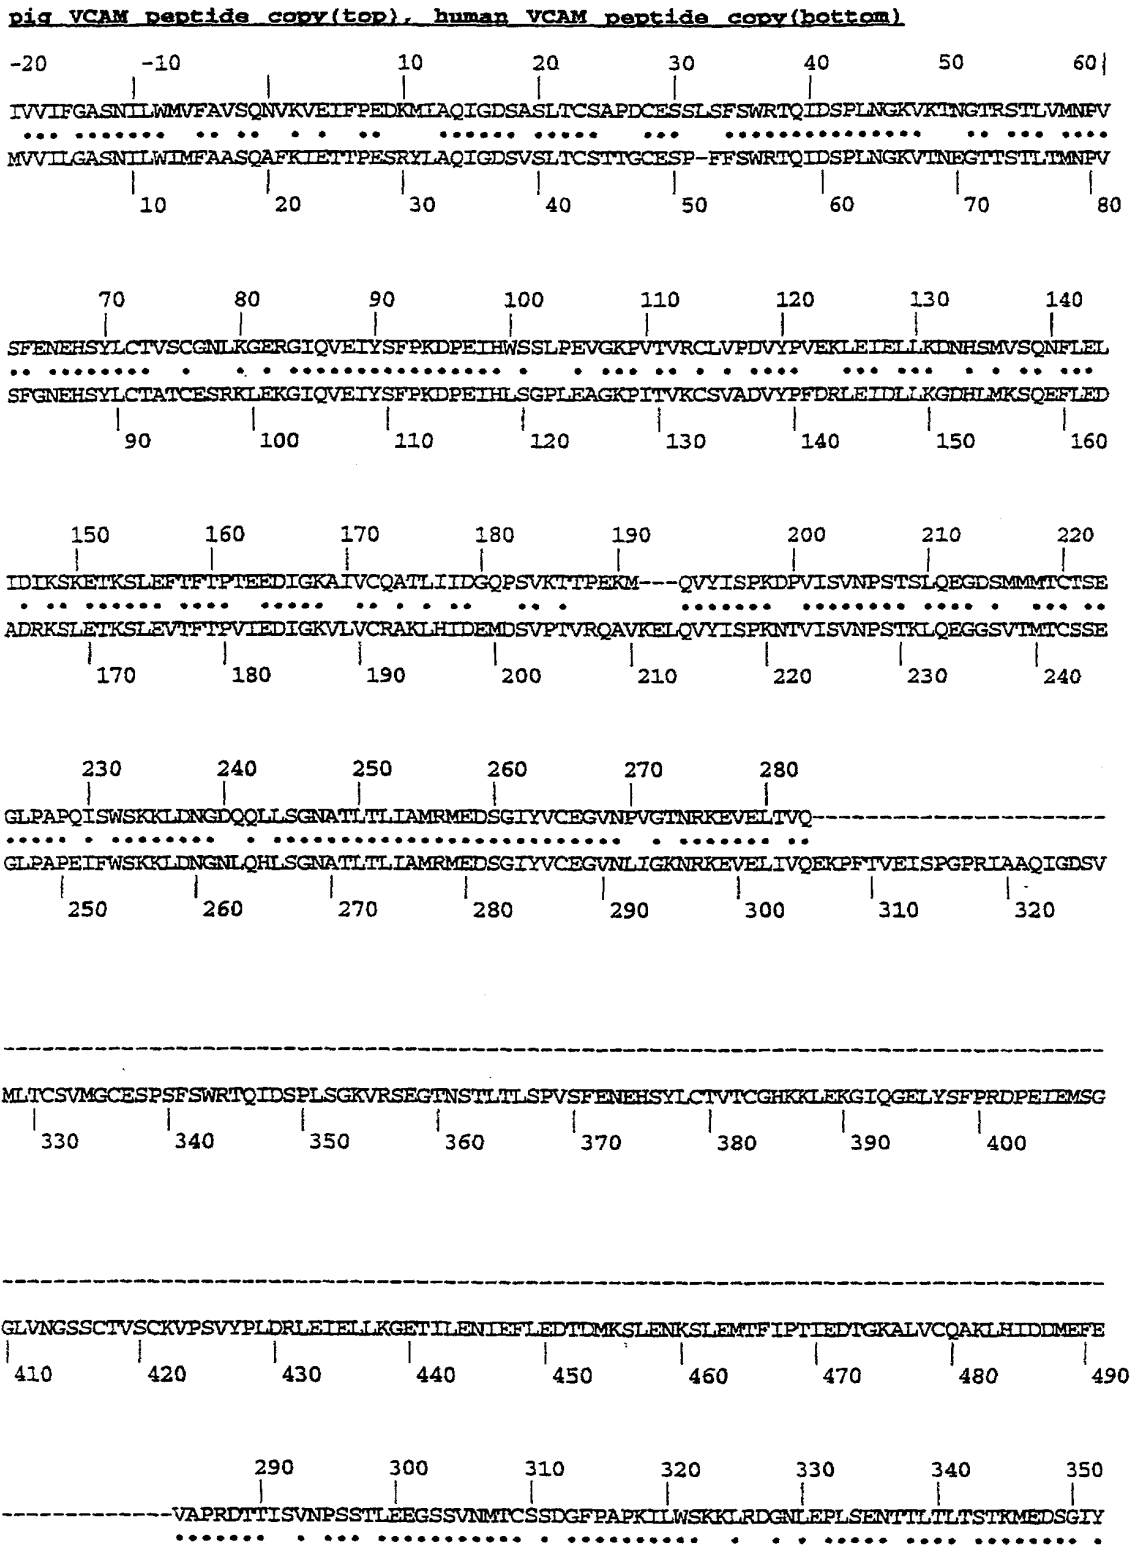 pig VCAM peptide copy(top), human VCAM peptide copy(bottom)
-20 -10 10 20 30 40 50 60
IVVIFGASNILWMVFAVSQNVKVEIFPEDKMIAQIGDSASLTCSAPDCESSLSFSWRTQIDSPLNGKVKTNGTRSTLVMNPV
MVVILGASNILWIMFAASQAFKIETTPESRYLAQIGDSVSLTCSTTGCESP-FFSWRTQIDSPLNGKVTNEGTTSTLTMNPV
10 20 30 40 50 60 70 80
70 80 90 100 110 120 130 140
SFENEHSYLCTVSCGNLKGERGIQVEIYSFPKDPEIHWSSLPEVGKPVTVRCLVPDVYPVEKLEIELLKDNHSMVSQNFLEL
SFGNEHSYLCTATCESRKLEKGIQVEIYSFPKDPEIHLSGPLEAGKPITVKCSVADVYPFDRLEIDLLKGDHLMKSQEFLED
90 100 110 120 130 140 150 160
150 160 170 180 190 200 210 220
IDIKSKETKSLEFTFTPTEEDIGKAIVCQATLIIDGQPSVKTTPEKM---QVYISPKDPVISVNPSTSLQEGDSMMMTCTSE
ADRKSLETKSLEVTFTPVIEDIGKVLVCRAKLHIDEMDSVPTVRQAVKELQVYISPKNTVISVNPSTKLQEGGSVTMTCSSE
170 180 190 200 210 220 230 240
230 240 250 260 270 280
GLPAPQISWSKKLDNGDQQLLSGNATLTLIAMRMEDSGIYVCEGVNPVGTNRKEVELTVQ----------------------
GLPAPEIFWSKKLDNGNLQHLSGNATLTLIAMRMEDSGIYVCEGVNLIGKNRKEVELIVQEKPFTVEISPGPRIAAQIGDSV
250 260 270 280 290 300 310 320
----------------------------------------------------------------------------------
MLTCSVMGCESPSFSWRTQIDSPLSGKVRSEGTNSTLTLSPVSFENEHSYLCTVTCGHKKLEKGIQGELYSFPRDPEIEMSG
330 340 350 360 370 380 390 400
----------------------------------------------------------------------------------
GLVNGSSCTVSCKVPSVYPLDRLEIELLKGETILENIEFLEDTDMKSLENKSLEMTFIPTIEDTGKALVCQAKLHIDDMEFE
410 420 430 440 450 460 470 480 490
290 300 310 320 330 340 350
-------------VAPRDTTISVNPSSTLEEGSSVNMTCSSDGFPAPKILWSKKLRDGNLEPLSENTTLTLTSTKMEDSGIY